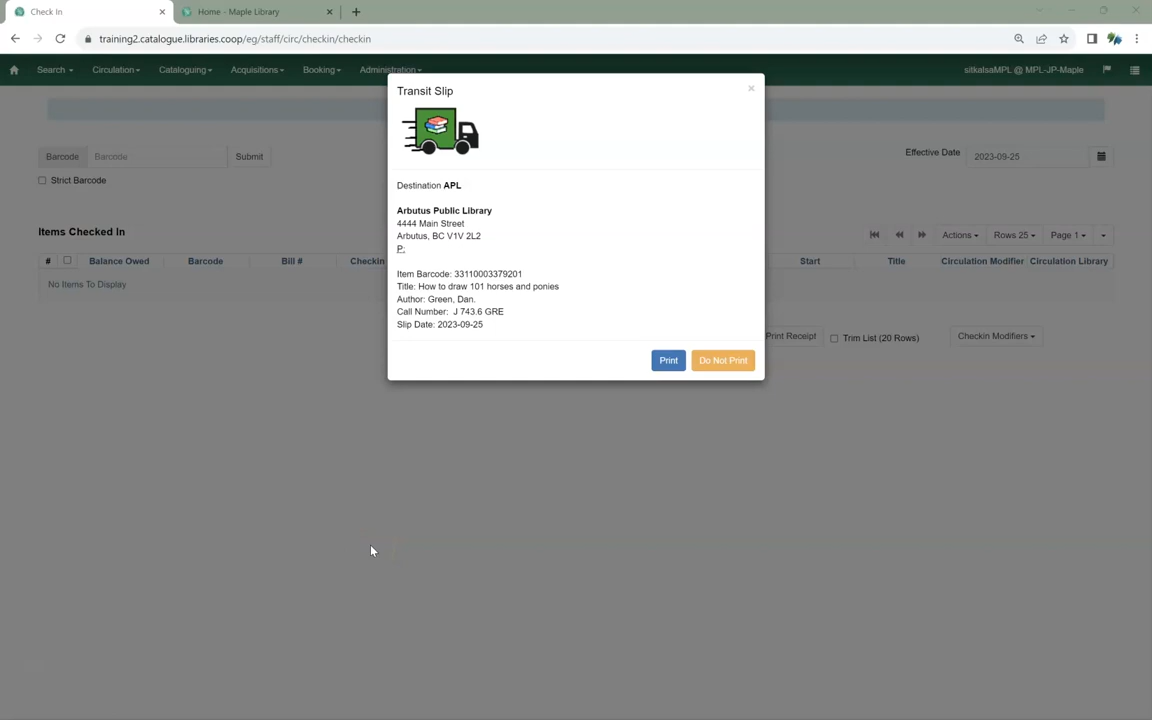 Check In
Home - Maple Library
training2.catalogue.libraries.coop/eg/staff/circ/checkin/checkin
Search
Circulation
Cataloguing
Acquisitions
Booking
Administration
sitkalsaMPL @ MPL-JP-Maple
Transit Slip
Barcode
Barcode
Submit
Effective Date
2023-09-25
Strict Barcode
Destination APL
Arbutus Public Library
4444 Main Street
Arbutus, BC V1V 2L2
P:
Item Barcode: 33110003379201
Title: How to draw 101 horses and ponies
Author: Green, Dan.
Call Number: J 743.6 GRE
Slip Date: 2023-09-25
Print
Do Not Print
Items Checked In
Actions
Rows 25
Page 1
#
Balance Owed
Barcode
Bill #
Checkin
Start
Title
Circulation Modifier
Circulation Library
No Items To Display
Print Receipt
Trim List (20 Rows)
Checkin Modifiers